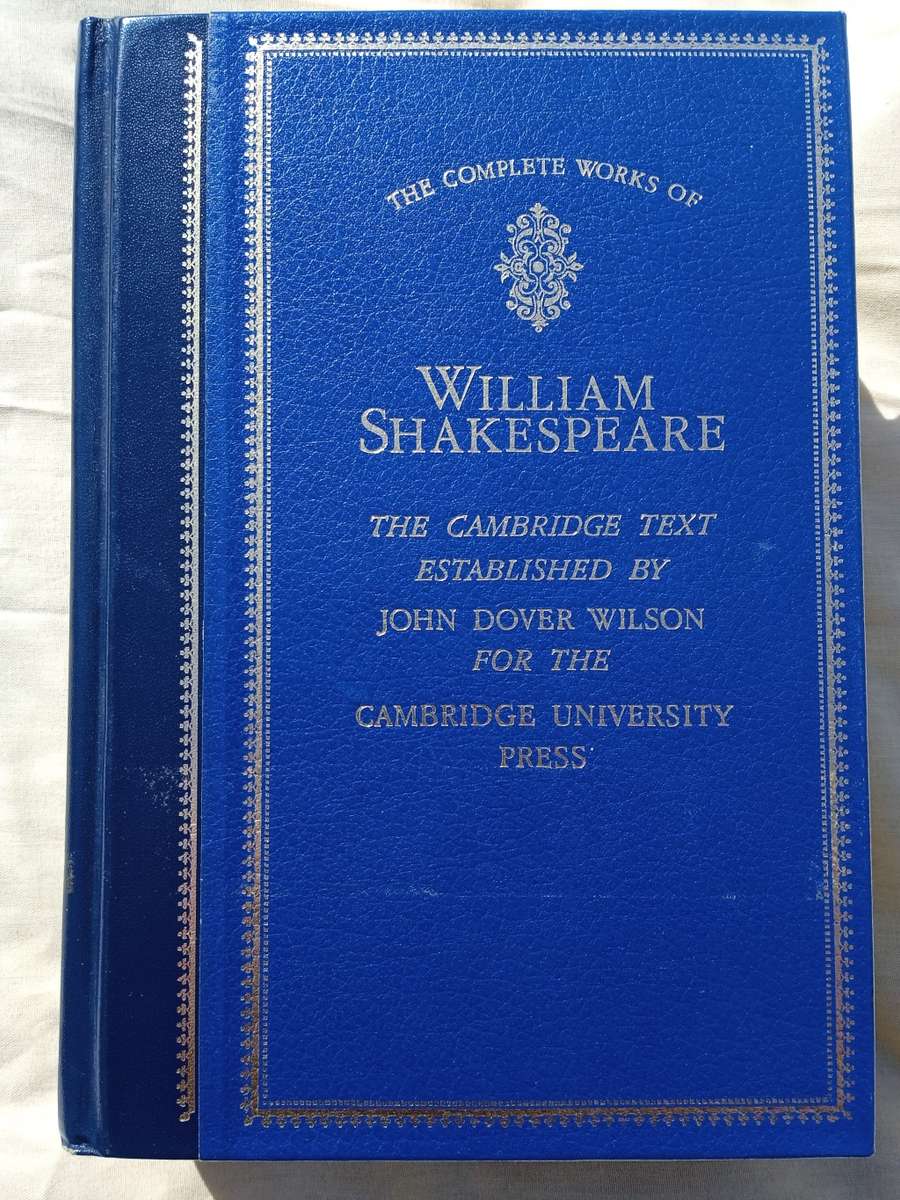 THE COMPLETE WORKS OF
WILLIAM
SHAKESPEARE
THE CAMBRIDGE TEXT
ESTABLISHED BY
JOHN DOVER WILSON
FOR THE
CAMBRIDGE UNIVERSITY
PRESS